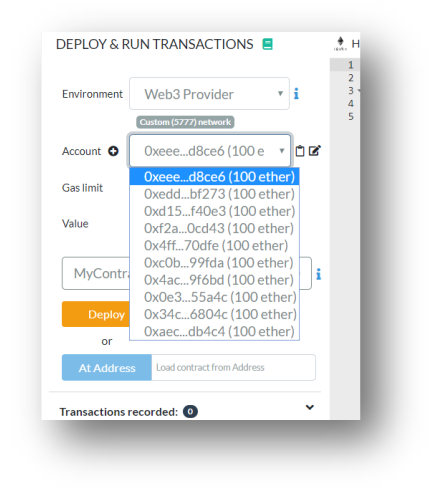 DEPLOY & RUN TRANSACTIONS
H
1
2
3
4
5
Environment
Web3 Provider
Custom (5777) network
Account
0xeee...d8ce6 (100 e
0xeee...d8ce6 (100 ether)
0xedd...bf273 (100 ether)
0xd15...f40e3 (100 ether)
0xf2a...0cd43 (100 ether)
0x4ff...70dfe (100 ether)
0xc0b...99fda (100 ether)
0x4ac...9f6bd (100 ether)
0x0e3...55a4c (100 ether)
0x34c...6804c (100 ether)
0xaec...db4c4 (100 ether)
Gas limit
Value
MyContra
Deploy
or
At Address
Load contract from Address
Transactions recorded: 0